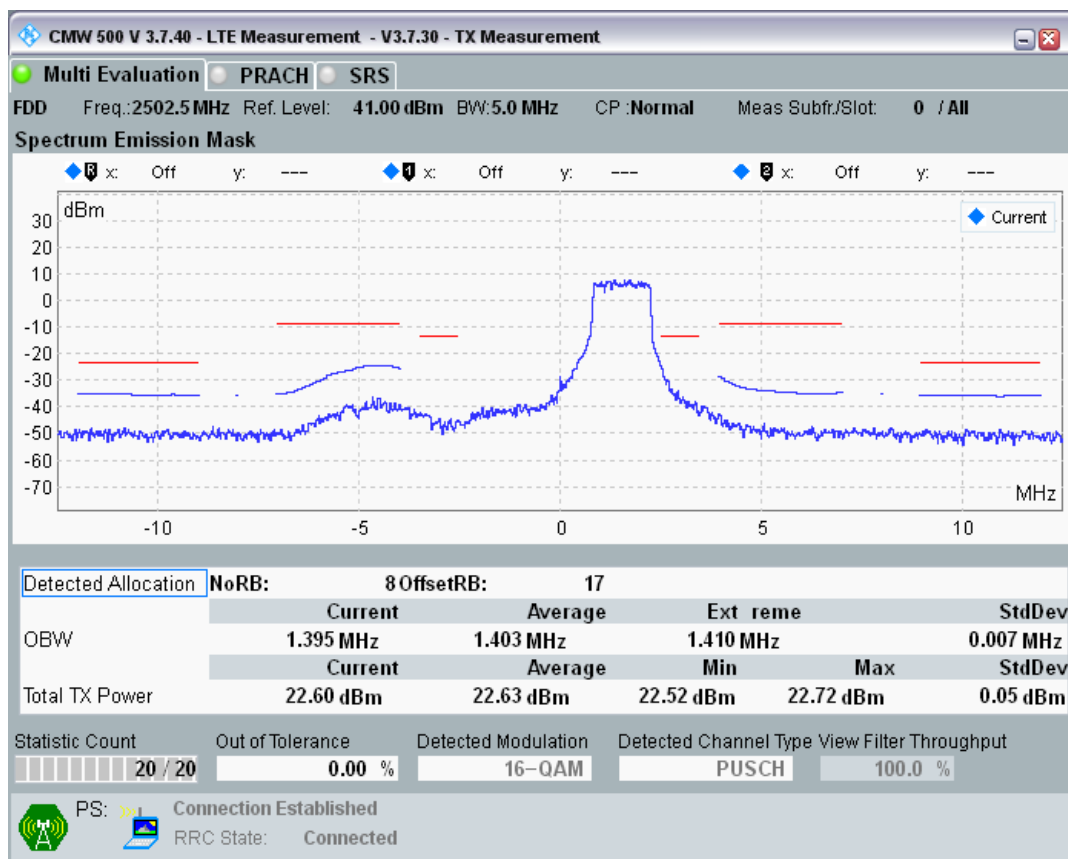 CMW 500 V 3.7.40 - LTE Measurement - V3.7.30 - TX Measurement
Multi Evaluation PRACH SRS
FDD Freq.:2502.5 MHz Ref. Level: 41.00 dBm BW:5.0 MHz CP :Normal Meas Subfr./Slot: 0 / All
Spectrum Emission Mask
R x: Off y: --- 1 x: Off y: --- 2 x: Off y: ---
dBm
Current
30
20
10
0
-10
-20
-30
-40
-50
-60
-70
MHz
-10 -5 0 5 10
Detected Allocation NoRB: 8 OffsetRB: 17
Current Average Ext reme StdDev
OBW 1.395 MHz 1.403 MHz 1.410 MHz 0.007 MHz
Current Average Min Max StdDev
Total TX Power 22.60 dBm 22.63 dBm 22.52 dBm 22.72 dBm 0.05 dBm
Statistic Count Out of Tolerance Detected Modulation Detected Channel Type View Filter Throughput
20 / 20 0.00 % 16-QAM PUSCH 100.0 %
PS: Connection Established
RRC State: Connected